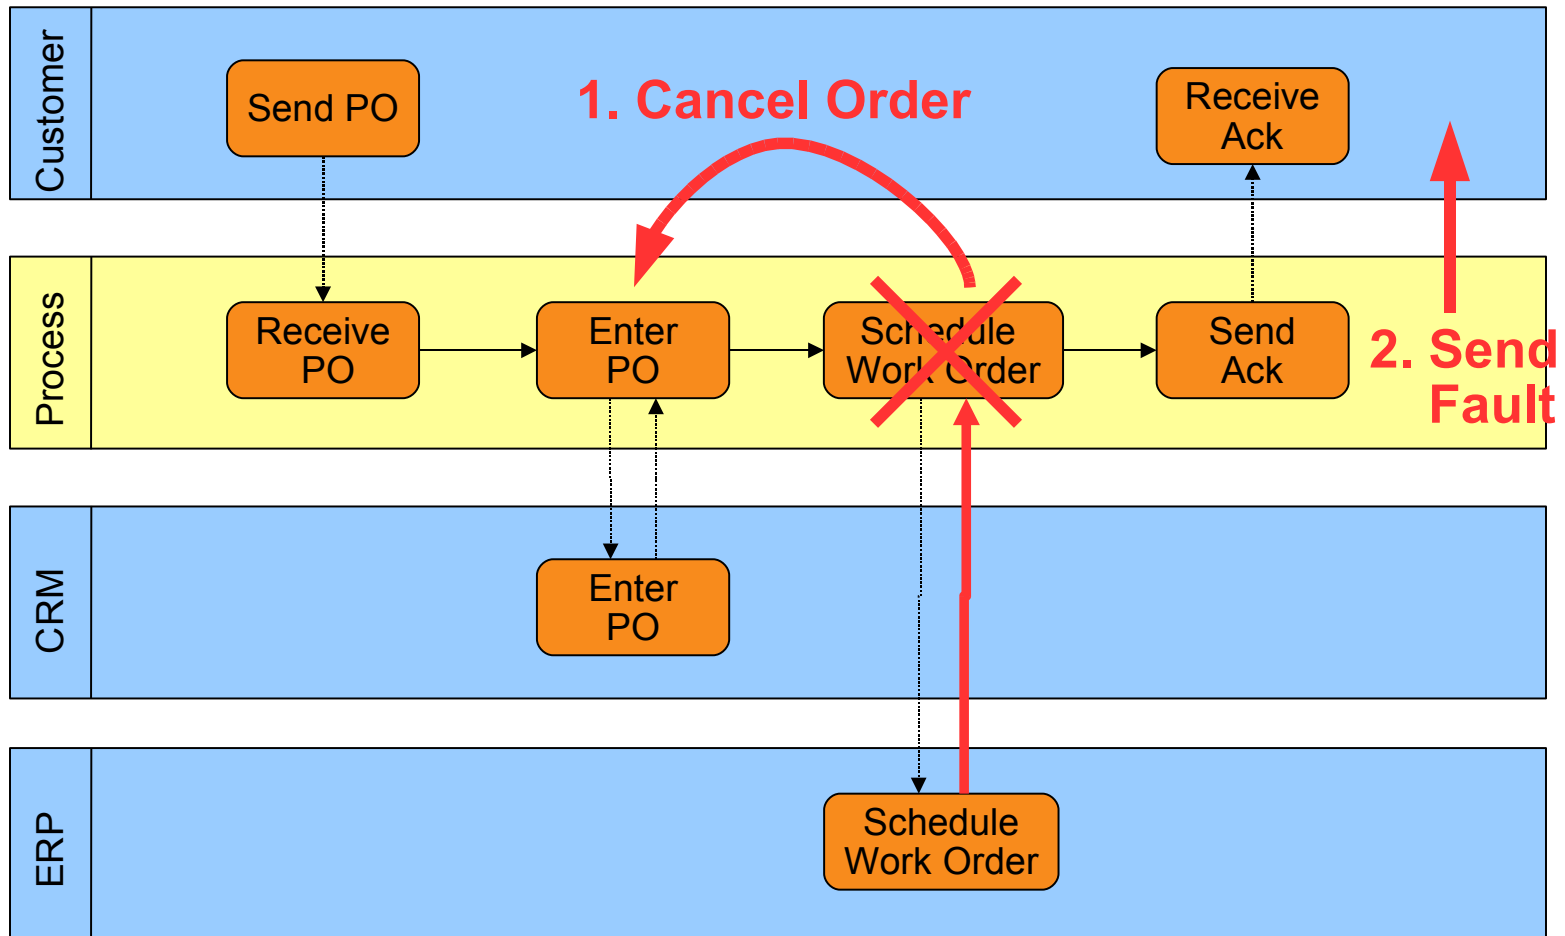 Customer
Send PO
1. Cancel Order
Receive
Ack
Process
Receive
PO
Enter
PO
Schedule
Work Order
Send
Ack
2. Send
Fault
CRM
Enter
PO
ERP
Schedule
Work Order